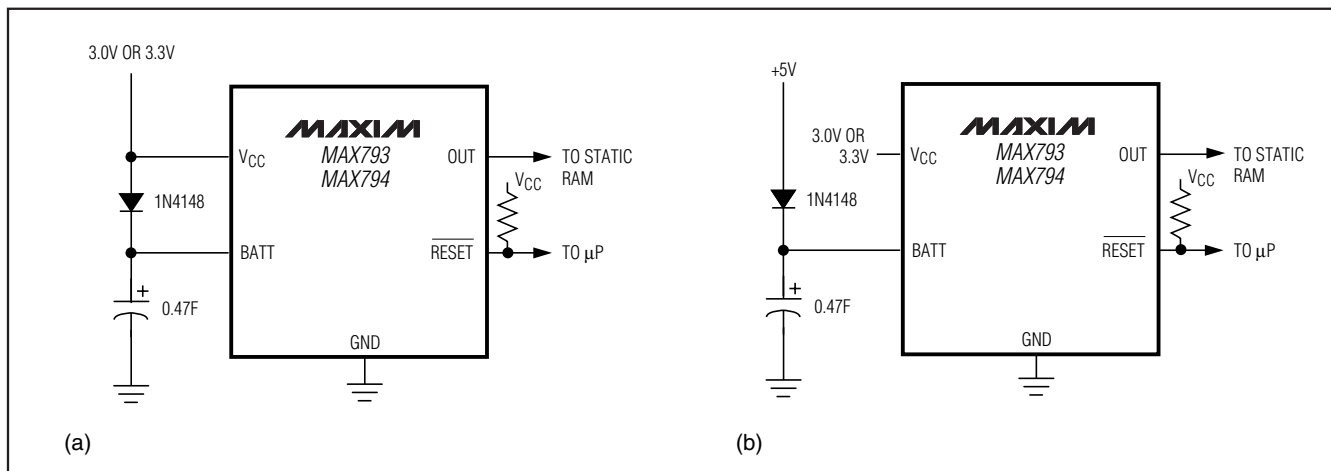 3.0V OR 3.3V
MAXIM
MAX793
MAX794
VCC
OUT
TO STATIC
RAM
VCC
1N4148
BATT
RESET
TO μP
+
0.47F
GND
(a)
+5V
3.0V OR
3.3V
MAXIM
MAX793
MAX794
VCC
OUT
TO STATIC
RAM
VCC
1N4148
BATT
RESET
TO μP
+
0.47F
GND
(b)